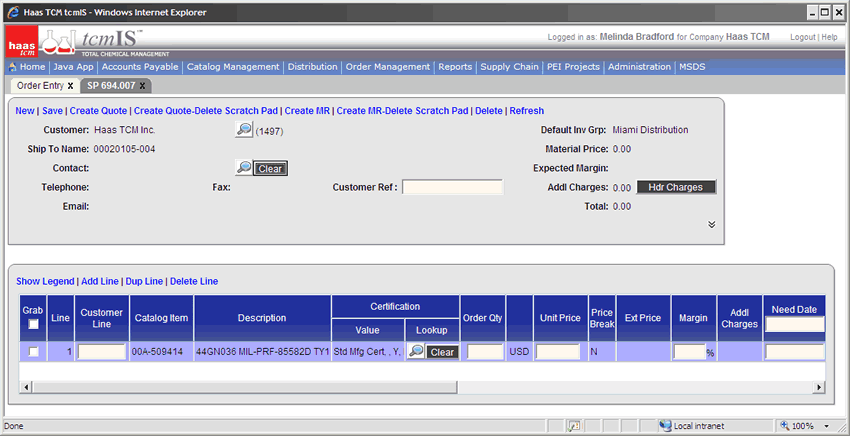 Haas TCM tcmIS - Windows Internet Explorer
haas tcm tcmIS™ TOTAL CHEMICAL MANAGEMENT
Logged in as: Melinda Bradford for Company Haas TCM Logout | Help
Home | Java App | Accounts Payable | Catalog Management | Distribution | Order Management | Reports | Supply Chain | PEI Projects | Administration | MSDS
Order Entry X SP 694.007 X
New | Save | Create Quote | Create Quote-Delete Scratch Pad | Create MR | Create MR-Delete Scratch Pad | Delete | Refresh
Customer: Haas TCM Inc. (1497) Default Inv Grp: Miami Distribution
Ship To Name: 00020105-004 Material Price: 0.00
Contact: Clear Expected Margin:
Telephone: Fax: Customer Ref : Addl Charges: 0.00 Hdr Charges
Email: Total: 0.00
Show Legend | Add Line | Dup Line | Delete Line
Grab Line Customer Line Catalog Item Description Certification Value Lookup Order Qty Unit Price Price Break Ext Price Margin Addl Charges Need Date
1 00A-509414 44GN036 MIL-PRF-85582D TY1 Std Mfg Cert. , Y, Clear USD N %
Done Local intranet 100%